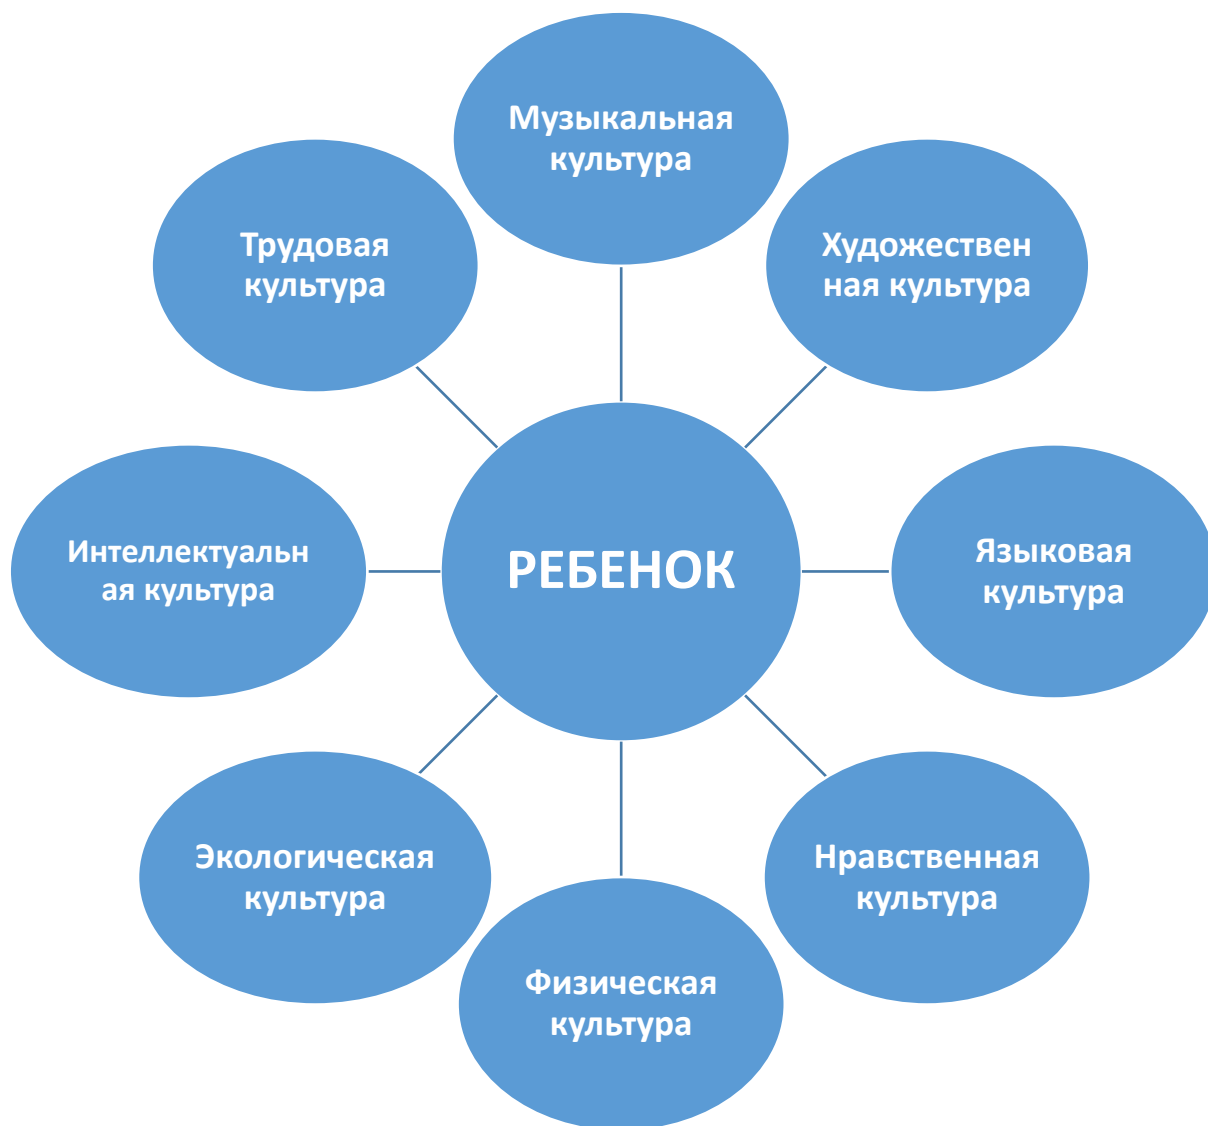 Музыкальная
культура
Трудовая
культура
Художествен
ная культура
Интеллектуальн
ая культура
РЕБЕНОК
Языковая
культура
Экологическая
культура
Нравственная
культура
Физическая
культура